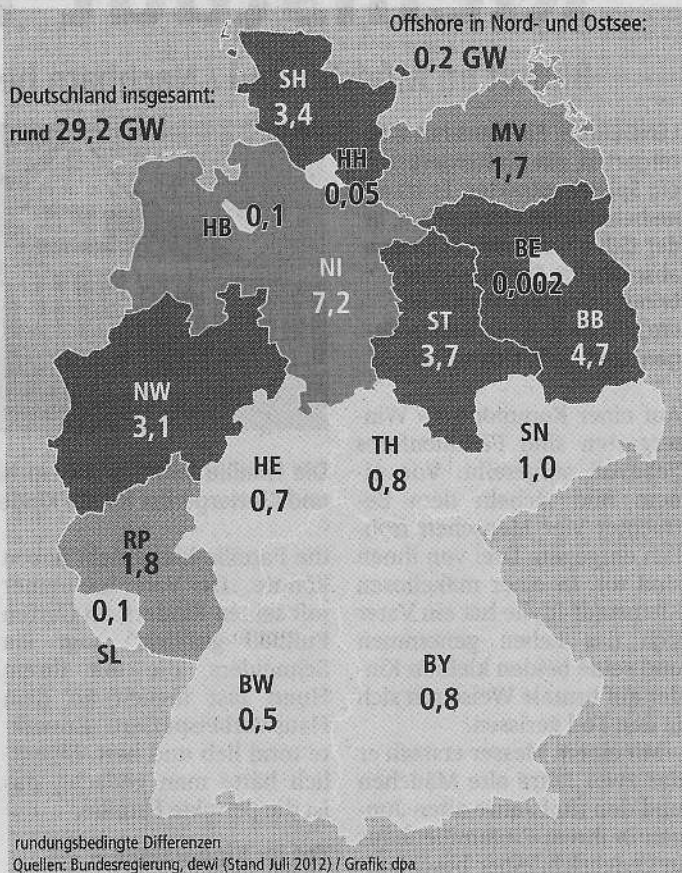 Offshore in Nord- und Ostsee:
0,2 GW
Deutschland insgesamt:
rund 29,2 GW
SH
3,4
HH
0,05
MV
1,7
HB
0,1
NI
7,2
BE
0,002
BB
4,7
ST
3,7
NW
3,1
HE
0,7
TH
0,8
SN
1,0
RP
1,8
0,1
SL
BW
0,5
BY
0,8
rundungsbedingte Differenzen
Quellen: Bundesregierung, dewi (Stand Juli 2012) / Grafik: dpa